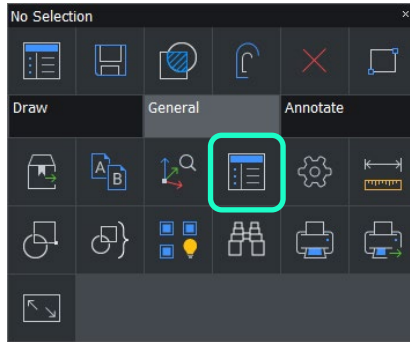 No Selection
Draw
General
Annotate
A
B